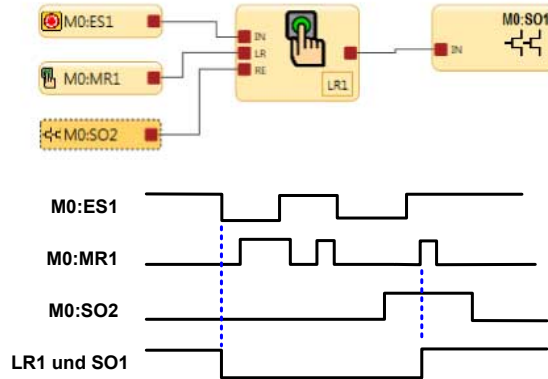 M0:ES1
M0:MR1
M0:SO2
IN
LR
RE
LR1
M0:SO1
IN
M0:ES1
M0:MR1
M0:SO2
LR1 und SO1